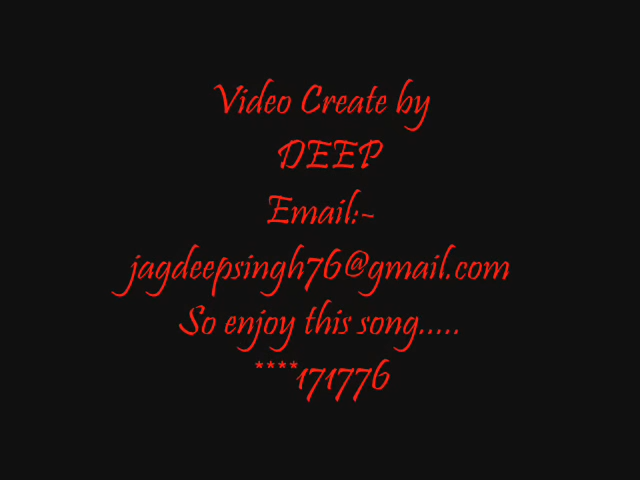 Video Create by
DEEP
Email:-
jagdeepsingh76@gmail.com
So enjoy this song.....
****171776